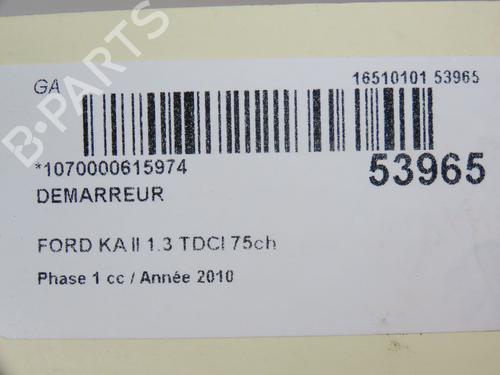 GA
16510101 53965
*1070000615974
53965
DEMARREUR
FORD KA II 1.3 TDCI 75ch
Phase 1 cc / Année 2010
B-PARTS